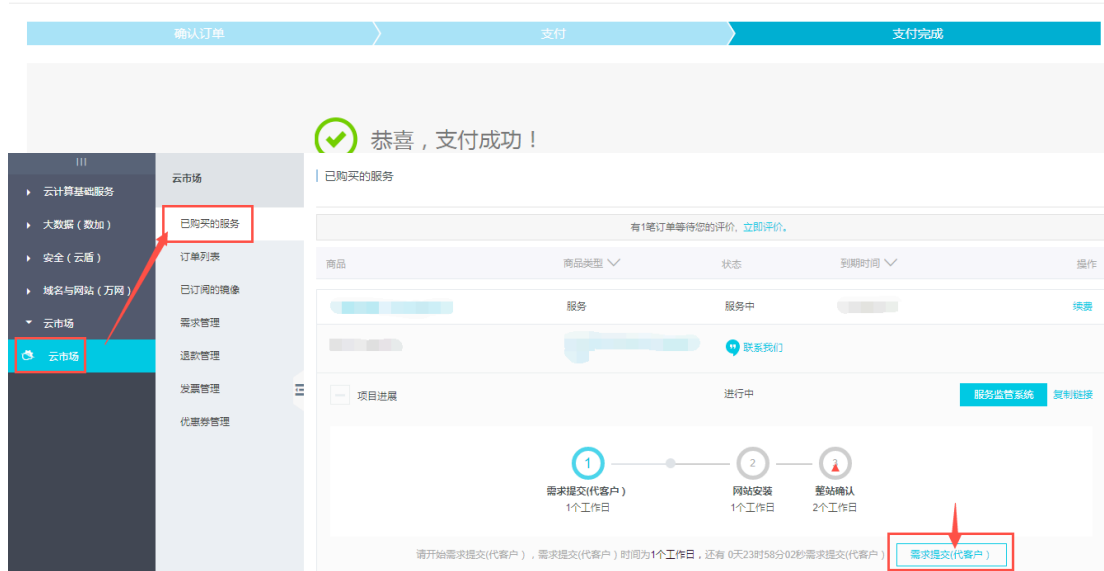 确认订单 支付 支付完成
恭喜，支付成功！
云计算基础服务
大数据（数加）
安全（云盾）
域名与网站（万网）
云市场
云市场
云市场
已购买的服务
订单列表
已订阅的镜像
需求管理
退款管理
发票管理
优惠券管理
已购买的服务
有1笔订单等待您的评价, 立即评价。
商品 商品类型 状态 到期时间 操作
服务 服务中 续费
联系我们
项目进展 进行中 服务监管系统 复制链接
1 2 3
需求提交(代客户） 网站安装 整站确认
1个工作日 1个工作日 2个工作日
请开始需求提交(代客户），需求提交(代客户）时间为1个工作日，还有 0天23时58分02秒需求提交(代客户） 需求提交(代客户）